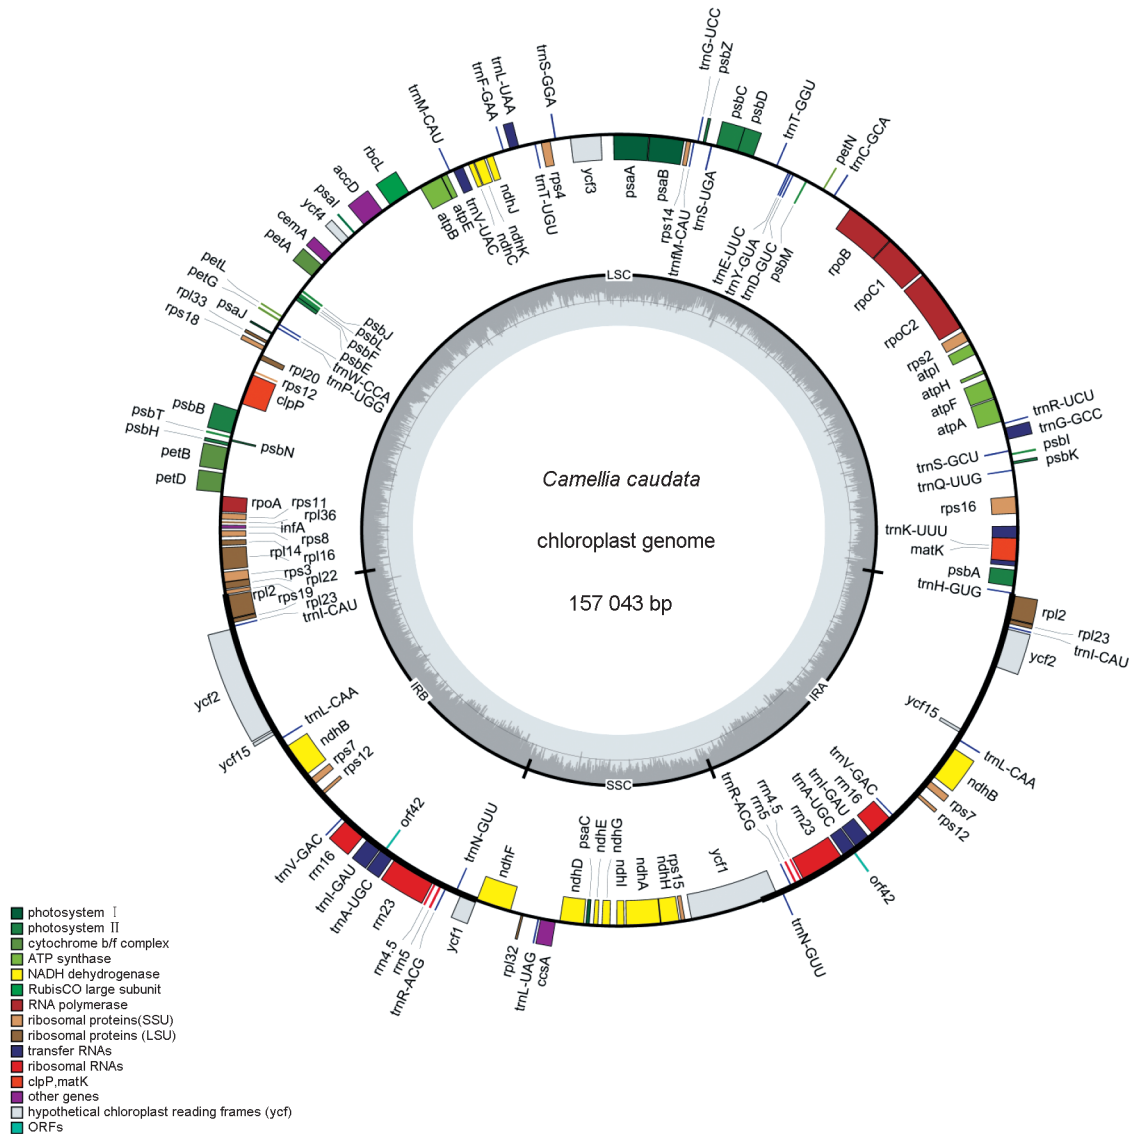 trnG-UCC
psbZ
psbC
psbD
trnT-GGU
petN
trnC-GCA
trnS-GGA
trnL-UAA
trnF-GAA
trnM-CAU
rbcL
accD
psaI
ycf4
cemA
petA
petL
petG
rpl33
psaJ
rps18
psbB
psbT
psbH
petB
petD
atpB
atpE
trnV-UAC
ndhC
ndhK
ndhJ
trnT-UGU
rps4
ycf3
psaA
psaB
rps14
trnfM-CAU
trnS-UGA
trnE-UUC
trnY-GUA
trnD-GUC
psbM
rpoB
rpoC1
rpoC2
rps2
atpI
atpH
atpF
atpA
trnR-UCU
trnG-GCC
psbI
psbK
trnS-GCU
trnQ-UUG
rps16
trnK-UUU
matK
psbA
trnH-GUG
psbJ
psbL
psbF
psbE
trnW-CCA
trnP-UGG
rpl20
rps12
clpP
psbN
rpoA
rps11
rpl36
infA
rps8
rpl14
rpl16
rps3
rpl22
rpl2
rps19
rpl23
trnI-CAU
LSC
Camellia caudata
chloroplast genome
157 043 bp
IRB
IRA
SSC
rpl2
rpl23
trnI-CAU
ycf2
ycf15
trnL-CAA
ndhB
rps7
rps12
trnV-GAC
rrn16
trnI-GAU
trnA-UGC
rrn23
rrn4.5
rrn5
trnR-ACG
orf42
trnN-GUU
ycf1
rps15
ndhH
ndhA
ndhI
ndhG
ndhE
psaC
ndhD
ccsA
trnL-UAG
rpl32
ndhF
ycf1
trnN-GUU
trnR-ACG
rrn5
rrn4.5
rrn23
trnA-UGC
trnI-GAU
rrn16
trnV-GAC
orf42
rps12
rps7
ndhB
trnL-CAA
ycf15
ycf2
photosystem Ⅰ
photosystem Ⅱ
cytochrome b/f complex
ATP synthase
NADH dehydrogenase
RubisCO large subunit
RNA polymerase
ribosomal proteins(SSU)
ribosomal proteins (LSU)
transfer RNAs
ribosomal RNAs
clpP,matK
other genes
hypothetical chloroplast reading frames (ycf)
ORFs